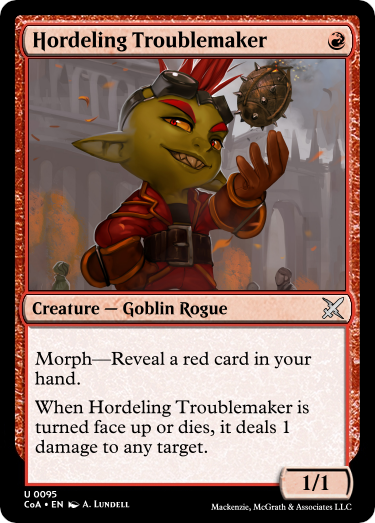 Hordeling Troublemaker
Creature — Goblin Rogue
Morph—Reveal a red card in your
hand.
When Hordeling Troublemaker is
turned face up or dies, it deals 1
damage to any target.
1/1
U 0095
CoA • EN A. LUNDELL
Mackenzie, McGrath & Associates LLC